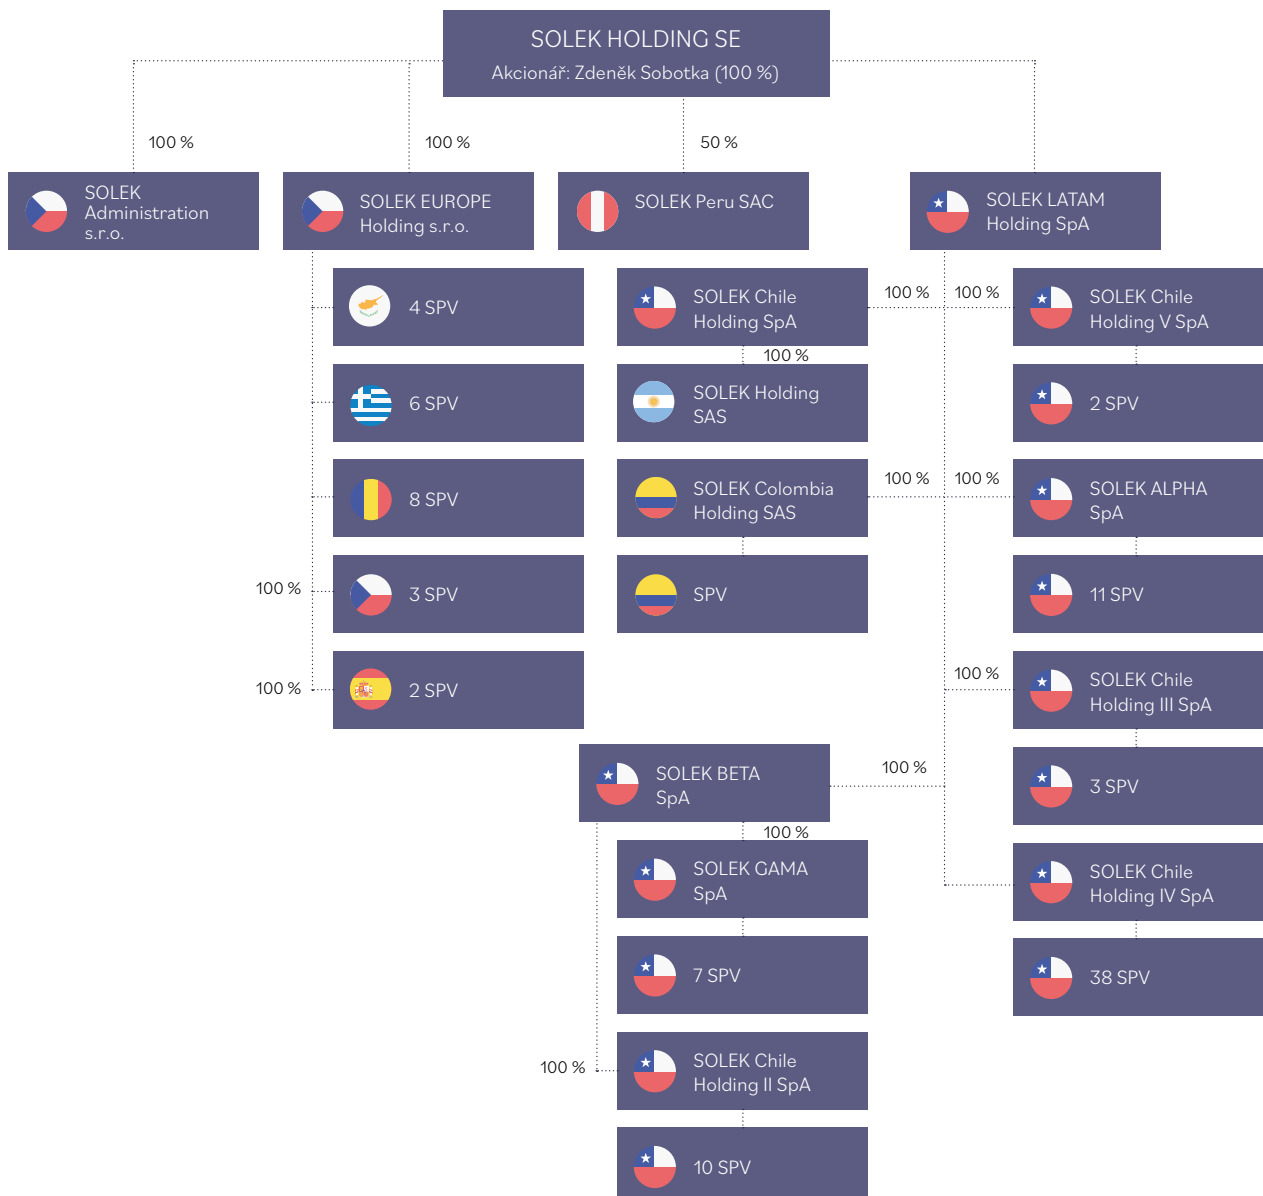 SOLEK HOLDING SE
Akcionář: Zdeněk Sobotka (100 %)
100 %
100 %
50 %
SOLEK
Administration
s.r.o.
SOLEK EUROPE
Holding s.r.o.
SOLEK Peru SAC
SOLEK LATAM
Holding SpA
4 SPV
6 SPV
8 SPV
100 %
3 SPV
100 %
2 SPV
SOLEK Chile
Holding SpA
100 %
100 %
SOLEK Holding
SAS
SOLEK Colombia
Holding SAS
100 %
SPV
100 %
SOLEK Chile
Holding V SpA
2 SPV
100 %
SOLEK ALPHA
SpA
11 SPV
100 %
SOLEK Chile
Holding III SpA
3 SPV
SOLEK Chile
Holding IV SpA
38 SPV
SOLEK BETA
SpA
100 %
100 %
SOLEK GAMA
SpA
7 SPV
100 %
SOLEK Chile
Holding II SpA
10 SPV